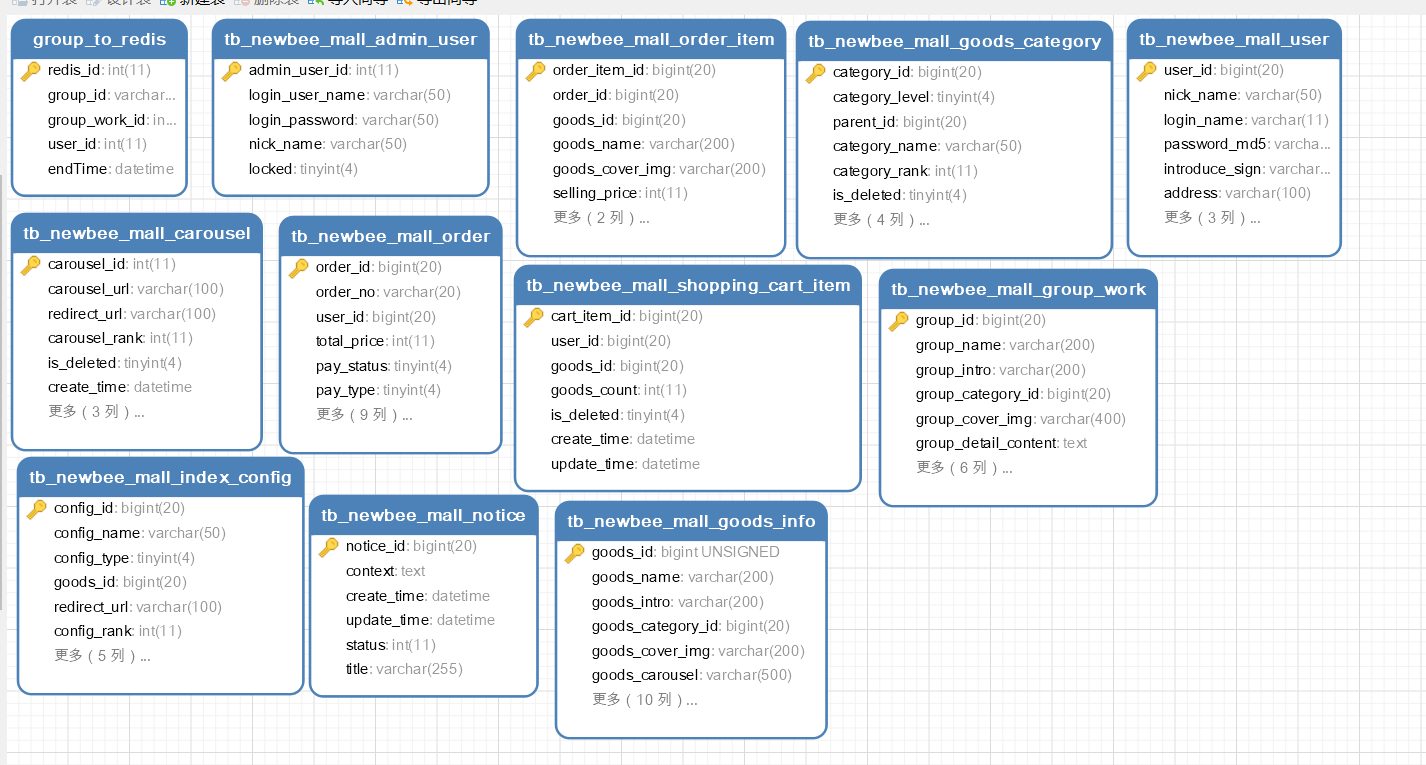 打开表 设计表 新建表 删除表 导入向导 导出向导
group_to_redis
redis_id: int(11)
group_id: varchar...
group_work_id: in...
user_id: int(11)
endTime: datetime
tb_newbee_mall_admin_user
admin_user_id: int(11)
login_user_name: varchar(50)
login_password: varchar(50)
nick_name: varchar(50)
locked: tinyint(4)
tb_newbee_mall_order_item
order_item_id: bigint(20)
order_id: bigint(20)
goods_id: bigint(20)
goods_name: varchar(200)
goods_cover_img: varchar(200)
selling_price: int(11)
更多 ( 2 列 ) ...
tb_newbee_mall_goods_category
category_id: bigint(20)
category_level: tinyint(4)
parent_id: bigint(20)
category_name: varchar(50)
category_rank: int(11)
is_deleted: tinyint(4)
更多 ( 4 列 ) ...
tb_newbee_mall_user
user_id: bigint(20)
nick_name: varchar(50)
login_name: varchar(11)
password_md5: varcha...
introduce_sign: varchar...
address: varchar(100)
更多 ( 3 列 ) ...
tb_newbee_mall_carousel
carousel_id: int(11)
carousel_url: varchar(100)
redirect_url: varchar(100)
carousel_rank: int(11)
is_deleted: tinyint(4)
create_time: datetime
更多 ( 3 列 ) ...
tb_newbee_mall_order
order_id: bigint(20)
order_no: varchar(20)
user_id: bigint(20)
total_price: int(11)
pay_status: tinyint(4)
pay_type: tinyint(4)
更多 ( 9 列 ) ...
tb_newbee_mall_shopping_cart_item
cart_item_id: bigint(20)
user_id: bigint(20)
goods_id: bigint(20)
goods_count: int(11)
is_deleted: tinyint(4)
create_time: datetime
update_time: datetime
tb_newbee_mall_group_work
group_id: bigint(20)
group_name: varchar(200)
group_intro: varchar(200)
group_category_id: bigint(20)
group_cover_img: varchar(400)
group_detail_content: text
更多 ( 6 列 ) ...
tb_newbee_mall_index_config
config_id: bigint(20)
config_name: varchar(50)
config_type: tinyint(4)
goods_id: bigint(20)
redirect_url: varchar(100)
config_rank: int(11)
更多 ( 5 列 ) ...
tb_newbee_mall_notice
notice_id: bigint(20)
context: text
create_time: datetime
update_time: datetime
status: int(11)
title: varchar(255)
tb_newbee_mall_goods_info
goods_id: bigint UNSIGNED
goods_name: varchar(200)
goods_intro: varchar(200)
goods_category_id: bigint(20)
goods_cover_img: varchar(200)
goods_carousel: varchar(500)
更多 ( 10 列 ) ...